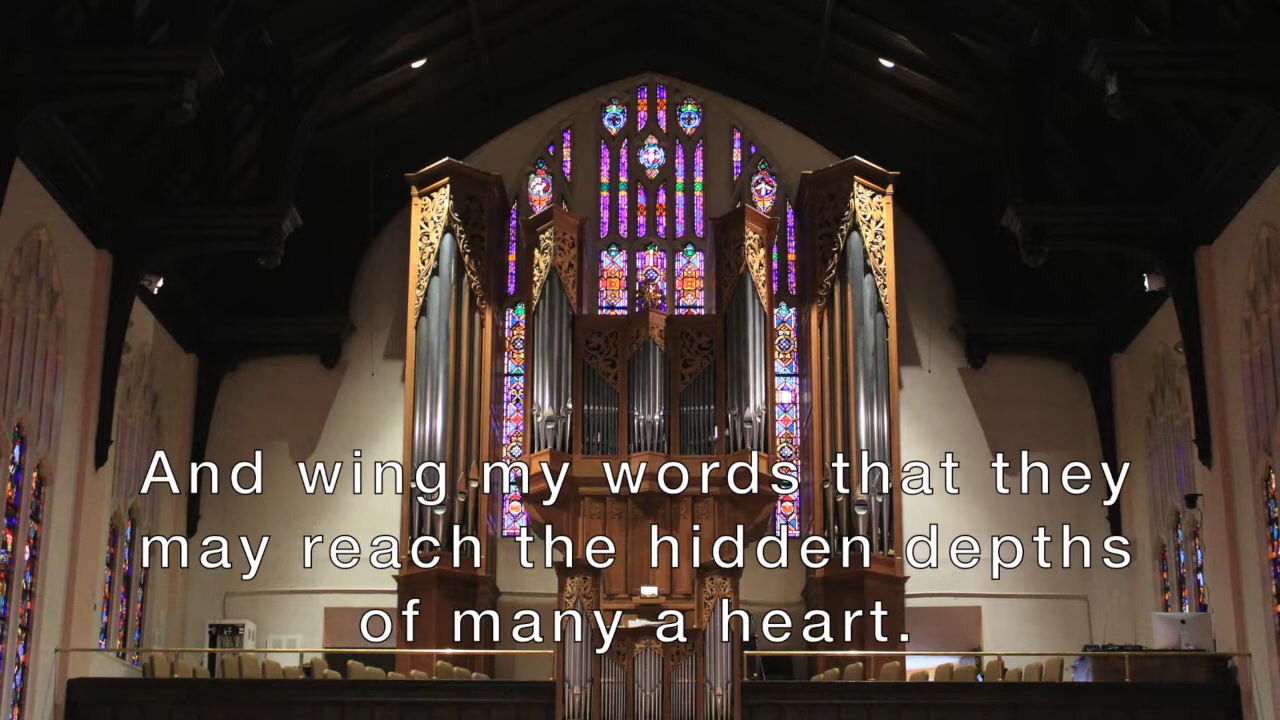 And wing my words that they
may reach the hidden depths
of many a heart.